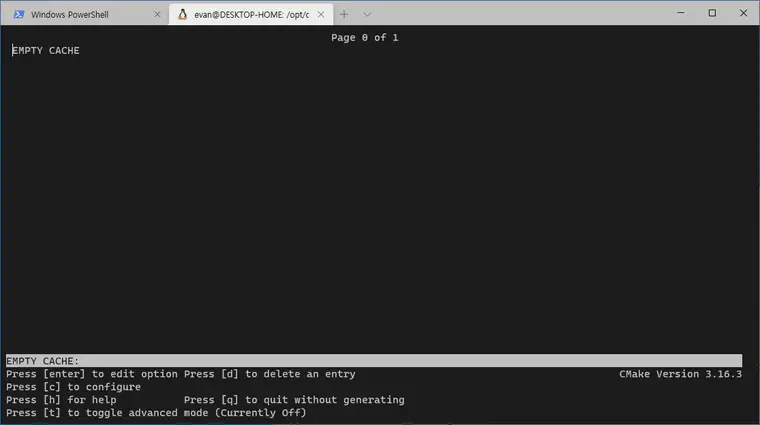 Windows PowerShell
evan@DESKTOP-HOME: /opt/c
Page 0 of 1
EMPTY CACHE
EMPTY CACHE:
Press [enter] to edit option Press [d] to delete an entry CMake Version 3.16.3
Press [c] to configure
Press [h] for help Press [q] to quit without generating
Press [t] to toggle advanced mode (Currently Off)